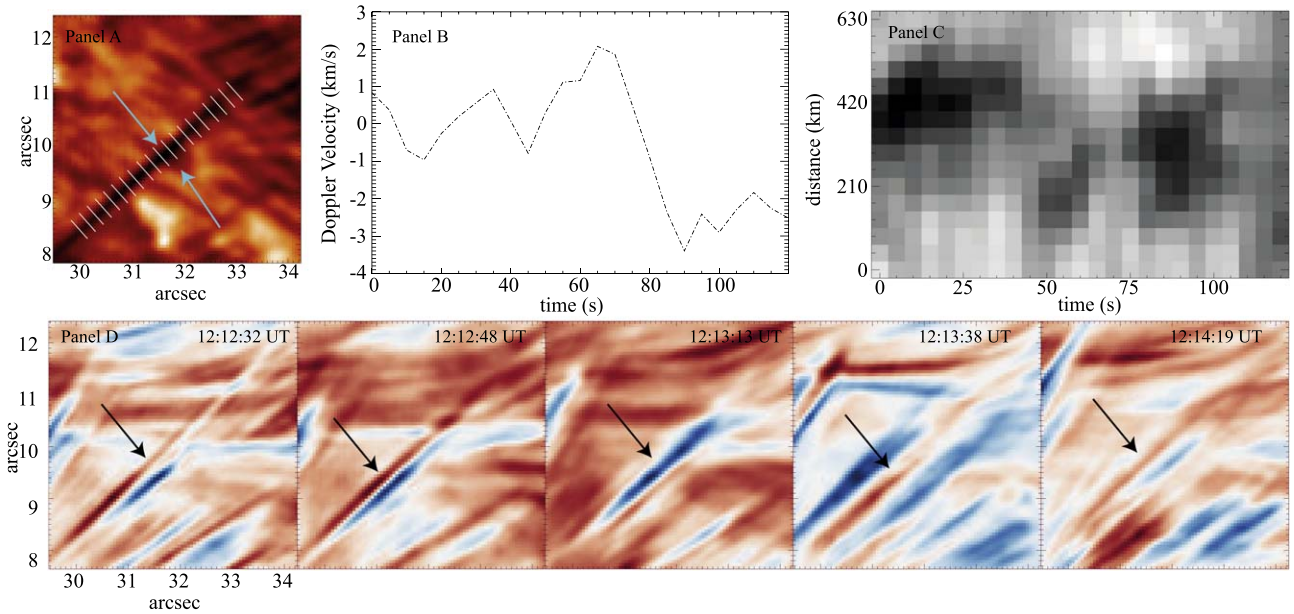 Panel A
12
11
10
9
8
arcsec
30
31
32
33
34
arcsec
Panel B
3
2
1
0
-1
-2
-3
-4
Doppler Velocity (km/s)
0
20
40
60
80
100
time (s)
Panel C
630
420
210
0
distance (km)
0
25
50
75
100
time (s)
Panel D
12:12:32 UT
12:12:48 UT
12:13:13 UT
12:13:38 UT
12:14:19 UT
12
11
10
9
8
arcsec
30
31
32
33
34
arcsec